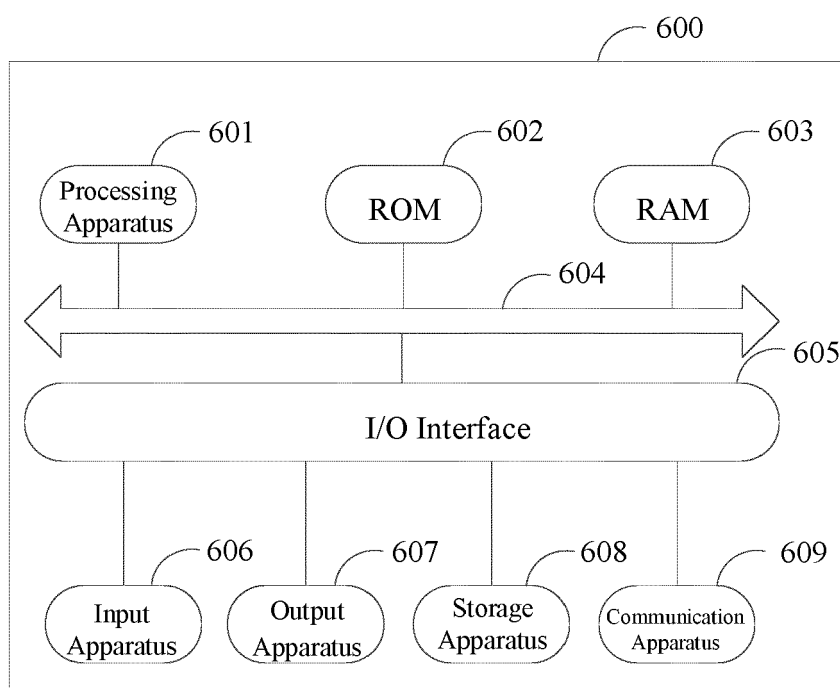 600
601
602
603
Processing
Apparatus
ROM
RAM
604
605
I/O Interface
606
607
608
609
Input
Apparatus
Output
Apparatus
Storage
Apparatus
Communication
Apparatus